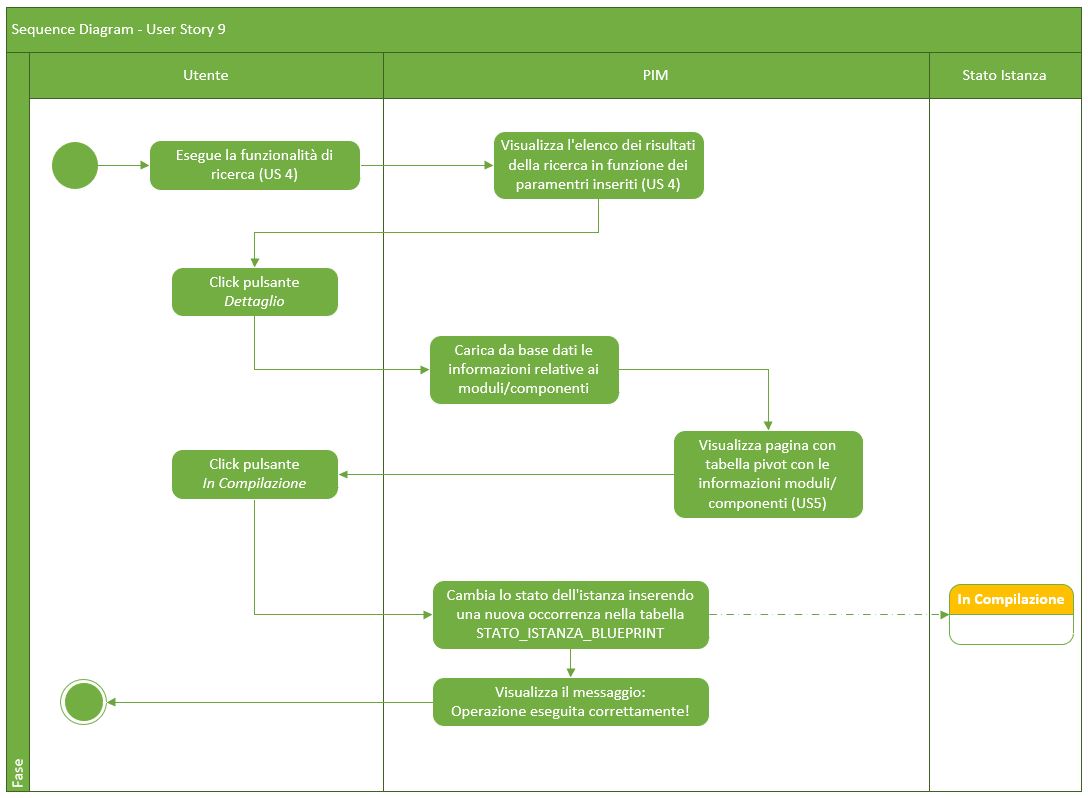 Sequence Diagram - User Story 9
Utente
PIM
Stato Istanza
Esegue la funzionalità di
ricerca (US 4)
Visualizza l'elenco dei risultati
della ricerca in funzione dei
paramentri inseriti (US 4)
Click pulsante
Dettaglio
Carica da base dati le
informazioni relative ai
moduli/componenti
Visualizza pagina con
tabella pivot con le
informazioni moduli/
componenti (US5)
Click pulsante
In Compilazione
Cambia lo stato dell'istanza inserendo
una nuova occorrenza nella tabella
STATO_ISTANZA_BLUEPRINT
In Compilazione
Visualizza il messaggio:
Operazione eseguita correttamente!
Fase